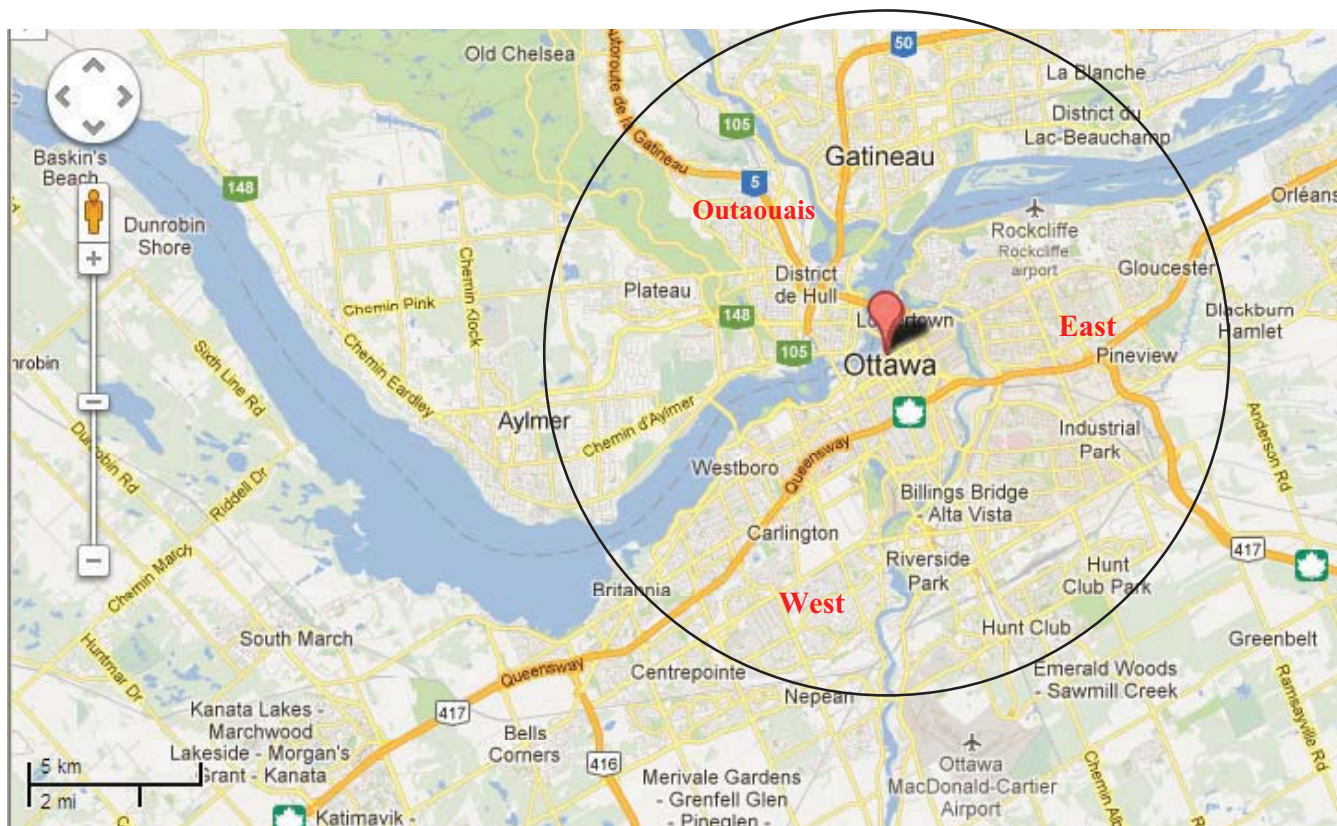 50
Old Chelsea
Autoroute de la Gatineau
La Blanche
District du
Lac-Beauchamp
105
Gatineau
Baskin's
Beach
148
5
Orléans
Outaouais
Dunrobin
Shore
Rockcliffe
Rockcliffe
airport
Chemin Klock
District
de Hull
Gloucester
Plateau
Chemin Pink
148
Blackburn
Hamlet
East
Sixth Line Rd
Chemin Eardley
105
Ottawa
Pineview
Aylmer
Chemin d'Aylmer
Anderson Rd
Dunrobin Rd
Riddell Dr
Westboro
Queensway
Industrial
Park
Billings Bridge
- Alta Vista
Carlington
417
Chemin March
Riverside
Park
Hunt
Club Park
Britannia
West
South March
Hunt Club
Greenbelt
Huntmar Dr
Queensway
Centrepointe
Emerald Woods
- Sawmill Creek
Nepean
Ramsayville Rd
Kanata Lakes -
Marchwood
Lakeside - Morgan's
Grant - Kanata
417
Bells
Corners
416
Ottawa
MacDonald-Cartier
Airport
5 km
2 mi
Merivale Gardens
- Grenfell Glen
- Pineglen -
Katimavik -